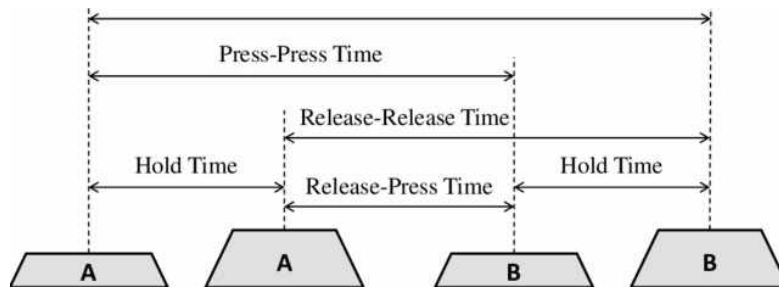 Press-Press Time
Release-Release Time
Hold Time
Hold Time
Release-Press Time
A
A
B
B